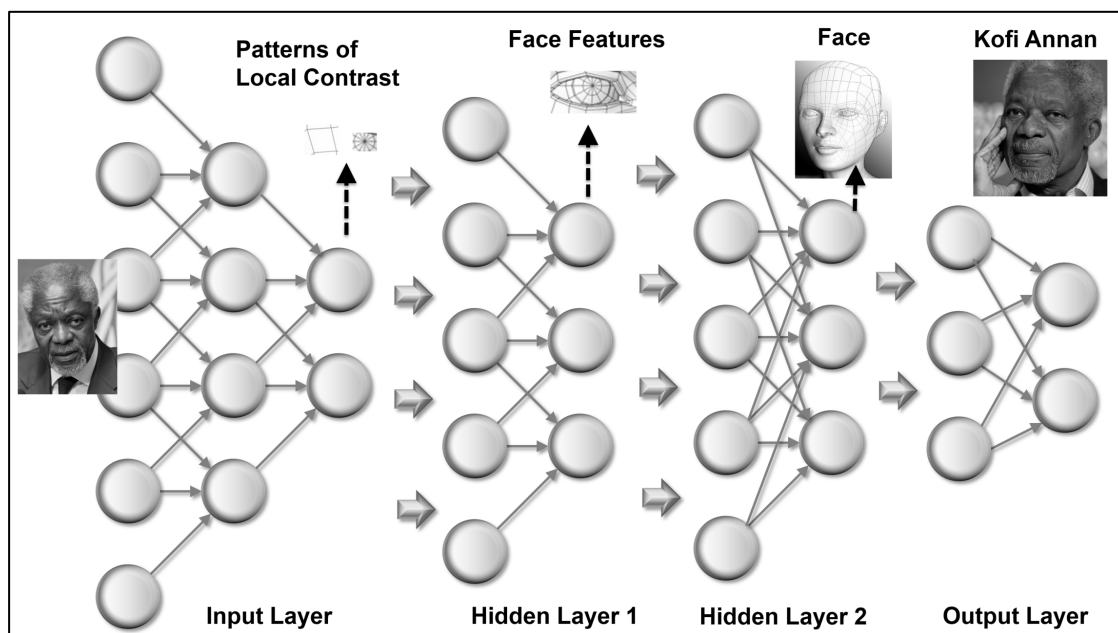 Patterns of
Local Contrast
Face Features
Face
Kofi Annan
Input Layer
Hidden Layer 1
Hidden Layer 2
Output Layer